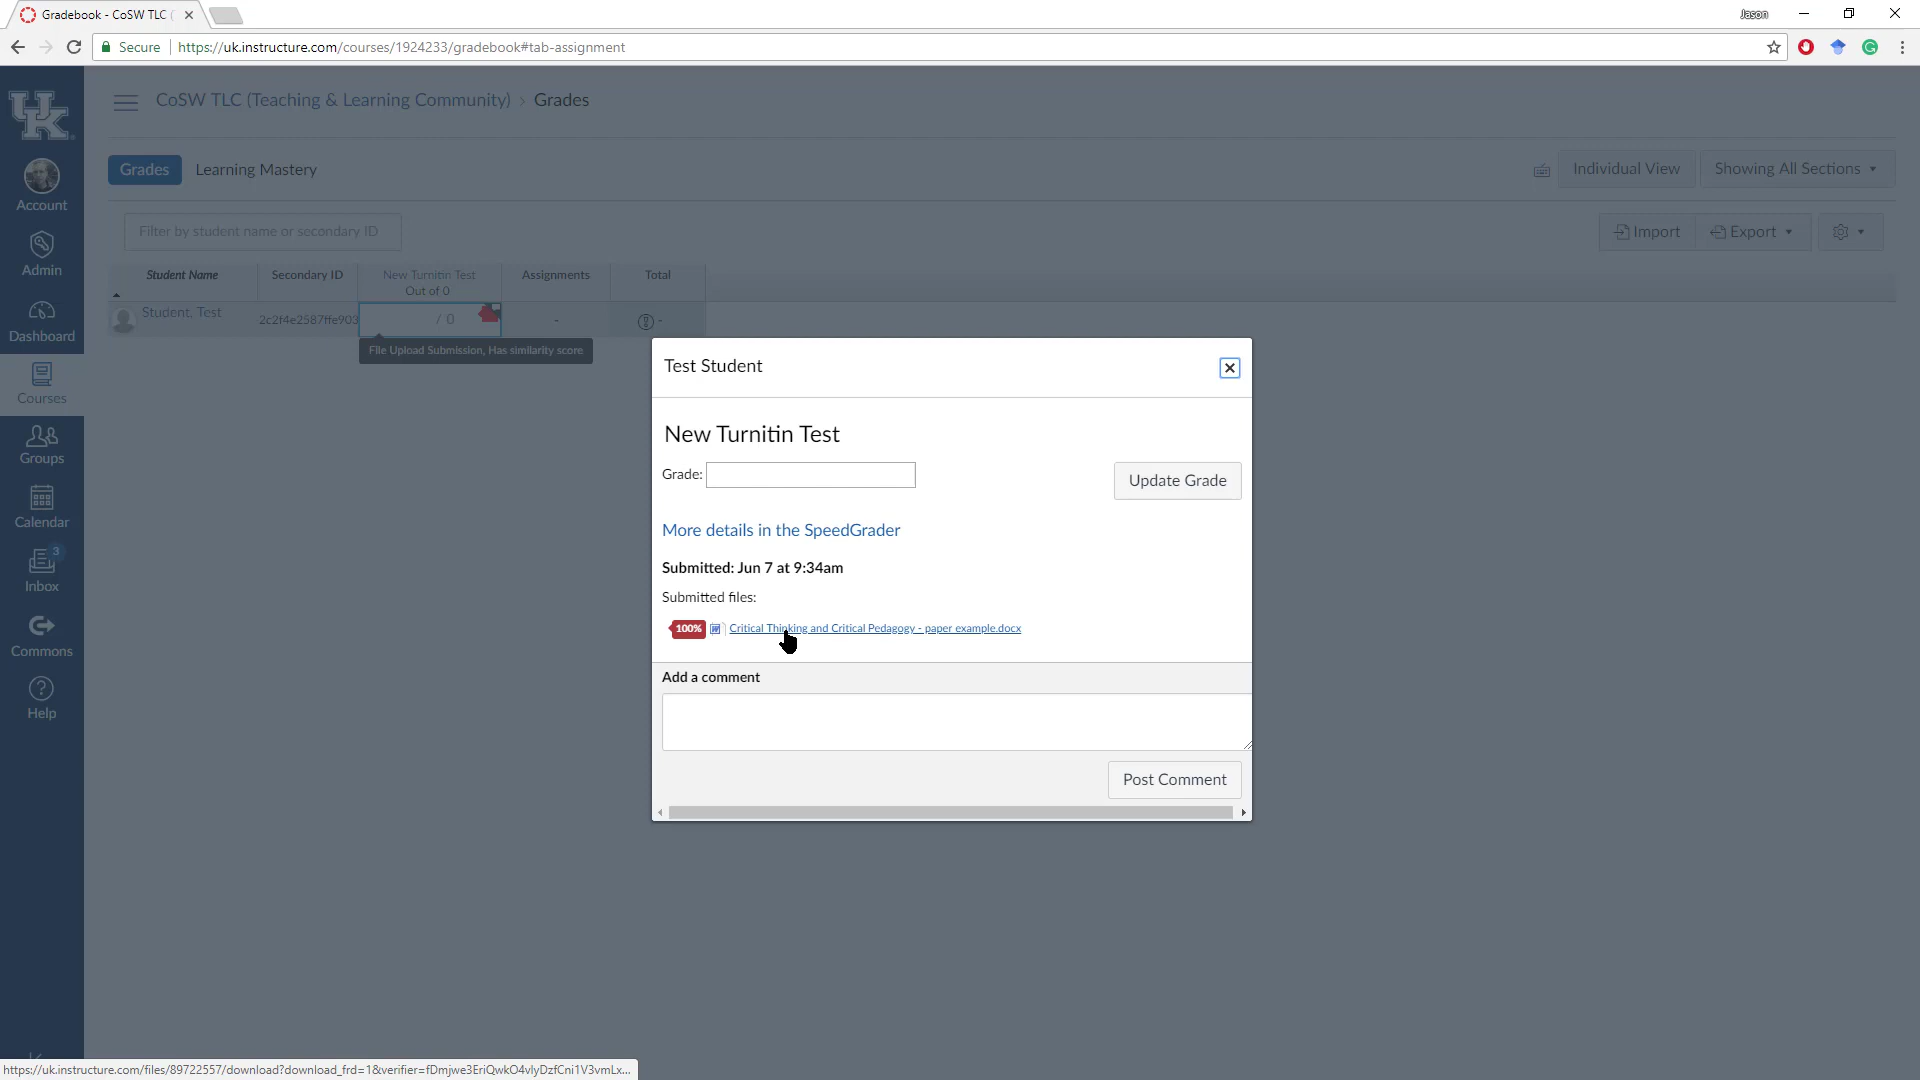 Gradebook - CoSW TLC (
Jason
Secure
https://uk.instructure.com/courses/1924233/gradebook#tab-assignment
UK
CoSW TLC (Teaching & Learning Community) › Grades
Account
Admin
Dashboard
Courses
Groups
Calendar
3
Inbox
Commons
Help
Grades
Learning Mastery
Individual View
Showing All Sections
Filter by student name or secondary ID
Import
Export
Student Name
Secondary ID
New Turnitin Test
Out of 0
Assignments
Total
Student, Test
2c2f4e2587ffe903
/ 0
-
-
File Upload Submission, Has similarity score
Test Student
New Turnitin Test
Grade:
Update Grade
More details in the SpeedGrader
Submitted: Jun 7 at 9:34am
Submitted files:
100%
Critical Thinking and Critical Pedagogy - paper example.docx
Add a comment
Post Comment
https://uk.instructure.com/files/89722557/download?download_frd=1&verifier=fDmjwe3EriQwkO4vlyDzfCni1V3vmLx...